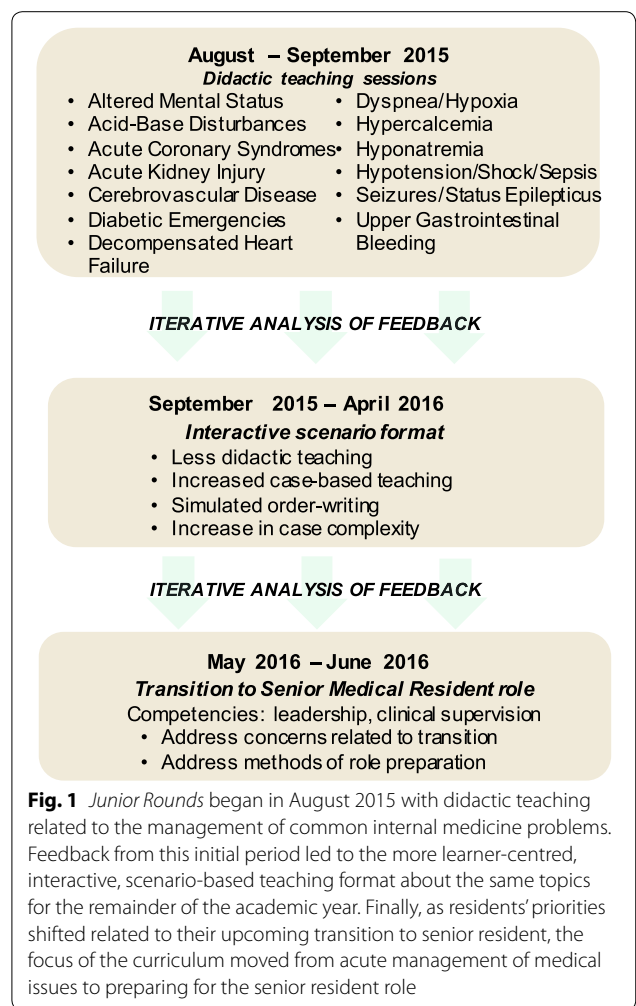 August – September 2015
Didactic teaching sessions
• Altered Mental Status
• Acid-Base Disturbances
• Acute Coronary Syndromes
• Acute Kidney Injury
• Cerebrovascular Disease
• Diabetic Emergencies
• Decompensated Heart
Failure
• Dyspnea/Hypoxia
• Hypercalcemia
• Hyponatremia
• Hypotension/Shock/Sepsis
• Seizures/Status Epilepticus
• Upper Gastrointestinal
Bleeding
ITERATIVE ANALYSIS OF FEEDBACK
September 2015 – April 2016
Interactive scenario format
• Less didactic teaching
• Increased case-based teaching
• Simulated order-writing
• Increase in case complexity
ITERATIVE ANALYSIS OF FEEDBACK
May 2016 – June 2016
Transition to Senior Medical Resident role
Competencies: leadership, clinical supervision
• Address concerns related to transition
• Address methods of role preparation
Fig. 1 Junior Rounds began in August 2015 with didactic teaching
related to the management of common internal medicine problems.
Feedback from this initial period led to the more learner-centred,
interactive, scenario-based teaching format about the same topics
for the remainder of the academic year. Finally, as residents' priorities
shifted related to their upcoming transition to senior resident, the
focus of the curriculum moved from acute management of medical
issues to preparing for the senior resident role